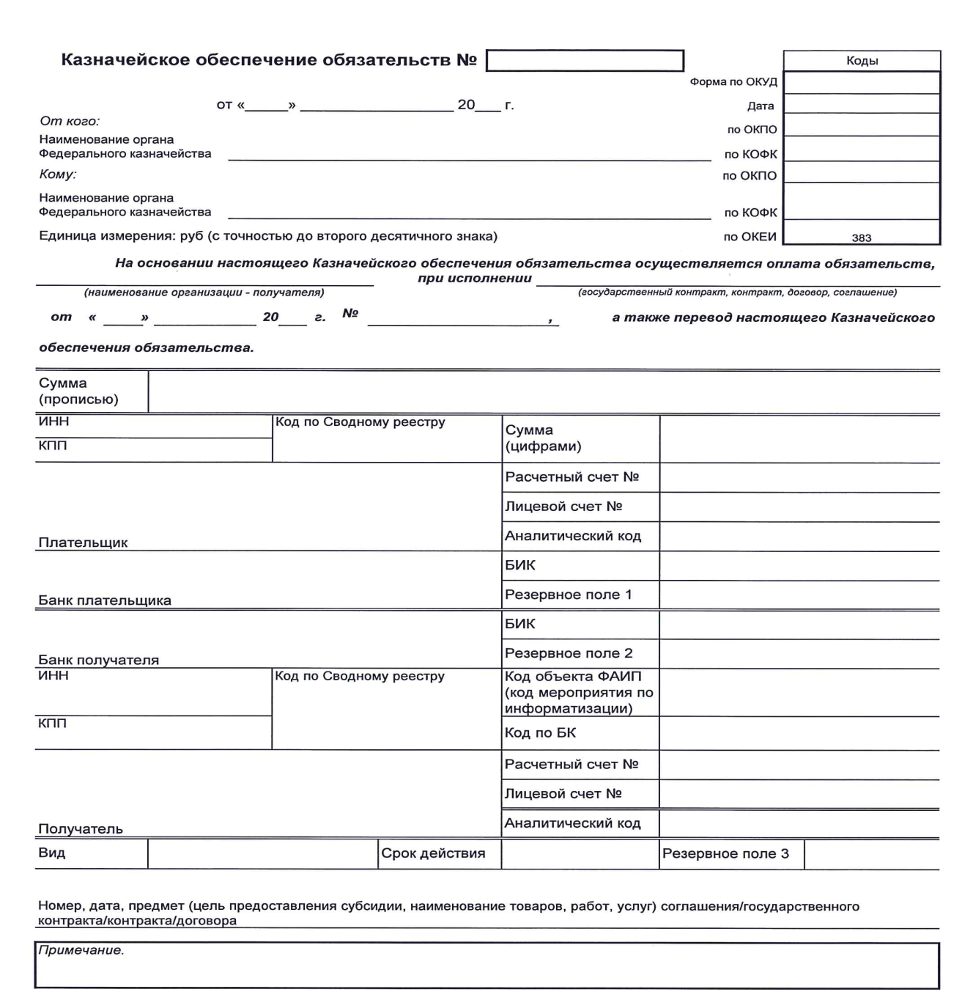 Казначейское обеспечение обязательств №
Коды
Форма по ОКУД
от «_____» __________________ 20___ г.
Дата
От кого:
по ОКПО
Наименование органа
Федерального казначейства
по КОФК
Кому:
по ОКПО
Наименование органа
Федерального казначейства
по КОФК
Единица измерения: руб (с точностью до второго десятичного знака)
по ОКЕИ
383
На основании настоящего Казначейского обеспечения обязательства осуществляется оплата обязательств,
при исполнении
(наименование организации - получателя)
(государственный контракт, контракт, договор, соглашение)
от « _____» ____________ 20___ г. № ______________________, а также перевод настоящего Казначейского
обеспечения обязательства.
Сумма
(прописью)
ИНН
Код по Сводному реестру
Сумма
(цифрами)
КПП
Расчетный счет №
Лицевой счет №
Аналитический код
Плательщик
БИК
Резервное поле 1
Банк плательщика
БИК
Резервное поле 2
Банк получателя
ИНН
Код по Сводному реестру
Код объекта ФАИП
(код мероприятия по
информатизации)
КПП
Код по БК
Расчетный счет №
Лицевой счет №
Аналитический код
Получатель
Вид
Срок действия
Резервное поле 3
Номер, дата, предмет (цель предоставления субсидии, наименование товаров, работ, услуг) соглашения/государственного
контракта/контракта/договора
Примечание.